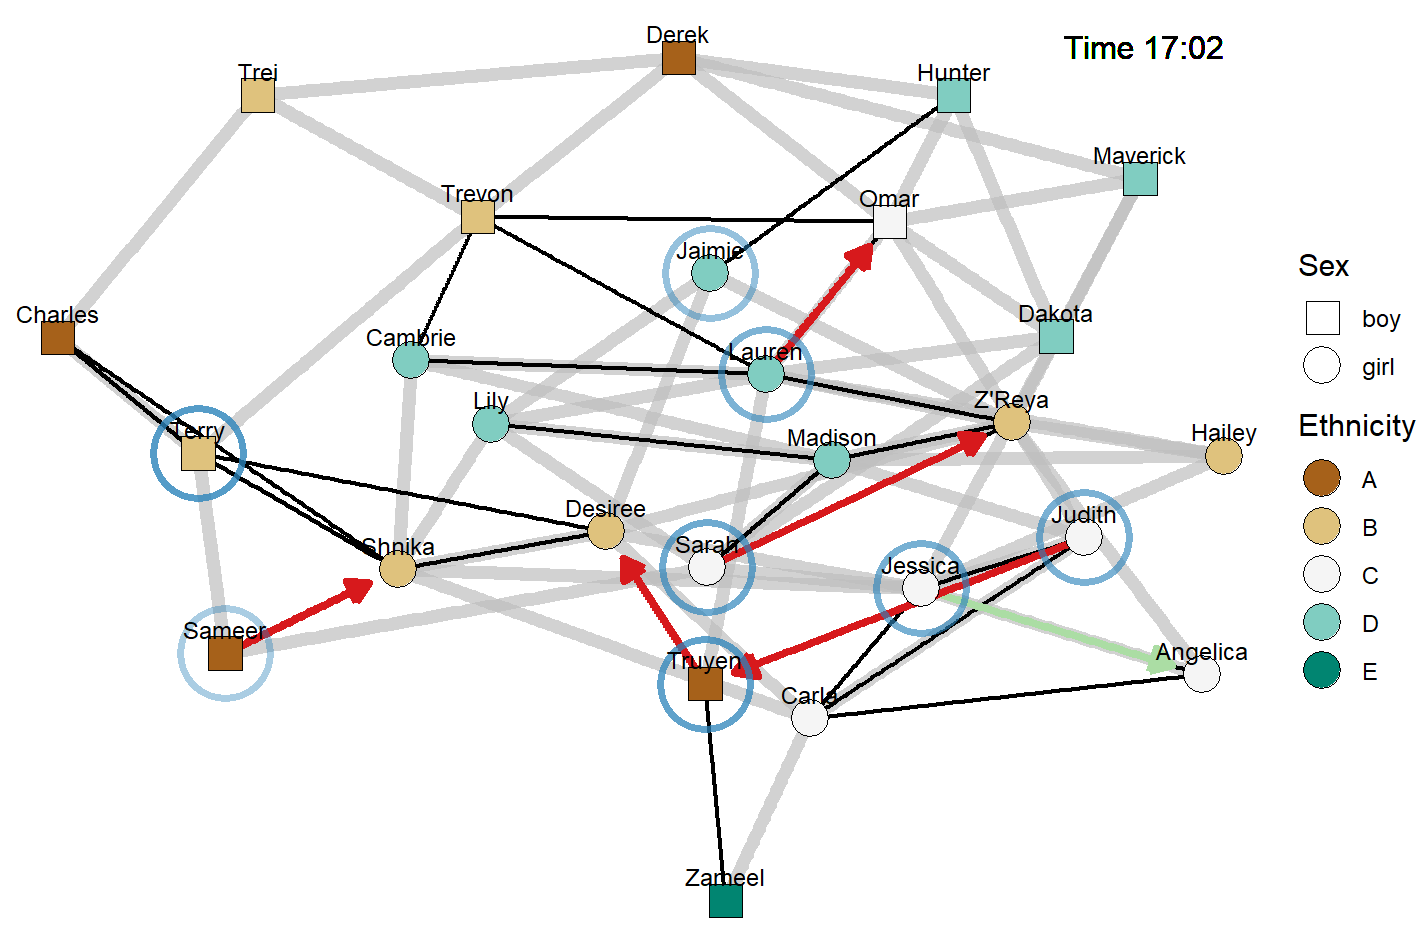 Derek
Time 17:02
Trei
Hunter
Maverick
Trevon
Omar
Jaimie
Sex
boy
girl
Charles
Dakota
Cambrie
Lauren
Lily
Z'Reya
Ethnicity
Terry
Madison
Hailey
A
B
C
D
E
Desiree
Judith
Shnika
Sarah
Jessica
Sameer
Truyen
Angelica
Carla
Zameel